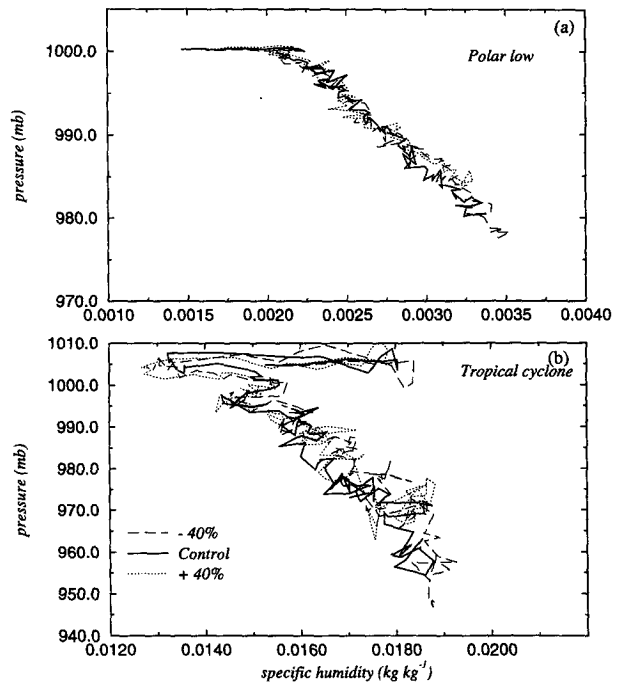 (a)
Polar low
1000.0
990.0
980.0
970.0
pressure (mb)
0.0010 0.0015 0.0020 0.0025 0.0030 0.0035 0.0040
(b)
Tropical cyclone
1010.0
1000.0
990.0
980.0
970.0
960.0
950.0
940.0
pressure (mb)
- 40%
Control
+ 40%
0.0120 0.0140 0.0160 0.0180 0.0200
specific humidity (kg kg⁻¹)